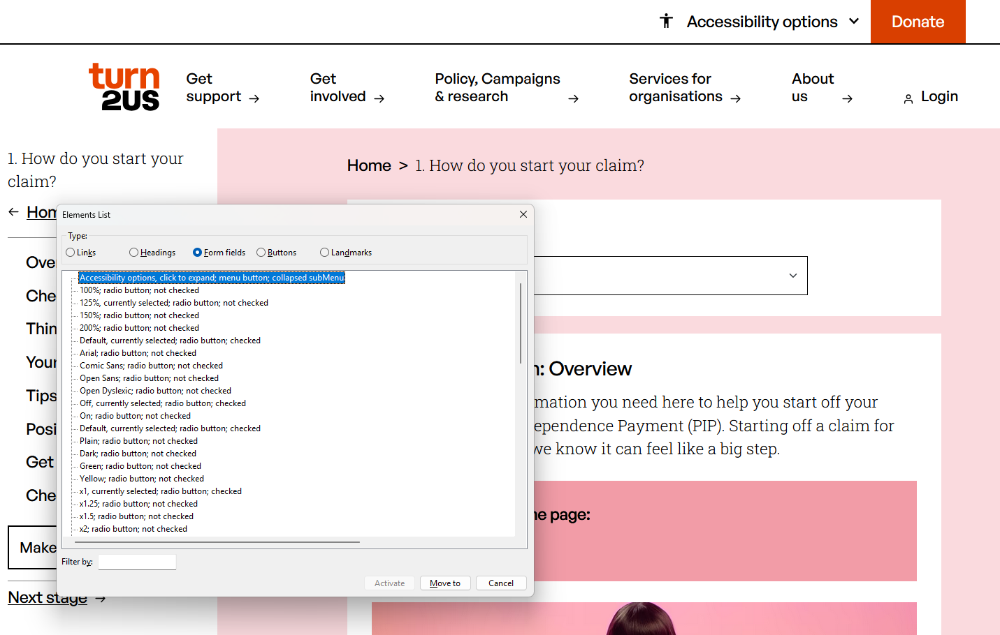 Accessibility options
Donate
turn
2us
Get
support
Get
involved
Policy, Campaigns
& research
Services for
organisations
About
us
Login
1. How do you start your
claim?
Home > 1. How do you start your claim?
Elements List
Type:
Links
Headings
Form fields
Buttons
Landmarks
Accessibility options, click to expand; menu button; collapsed subMenu
100%; radio button; not checked
125%, currently selected; radio button; not checked
150%; radio button; not checked
200%; radio button; not checked
Default, currently selected; radio button; checked
Arial; radio button; not checked
Comic Sans; radio button; not checked
Open Sans; radio button; not checked
Open Dyslexic; radio button; not checked
Off, currently selected; radio button; checked
On; radio button; not checked
Default, currently selected; radio button; checked
Plain; radio button; not checked
Dark; radio button; not checked
Green; radio button; not checked
Yellow; radio button; not checked
x1, currently selected; radio button; checked
x1.25; radio button; not checked
x1.5; radio button; not checked
x2; radio button; not checked
Filter by:
Activate
Move to
Cancel
Your
Tips
Get
Make
Next stage
: Overview
you need here to help you start off your
Payment (PIP). Starting off a claim for
we know it can feel like a big step.
page: